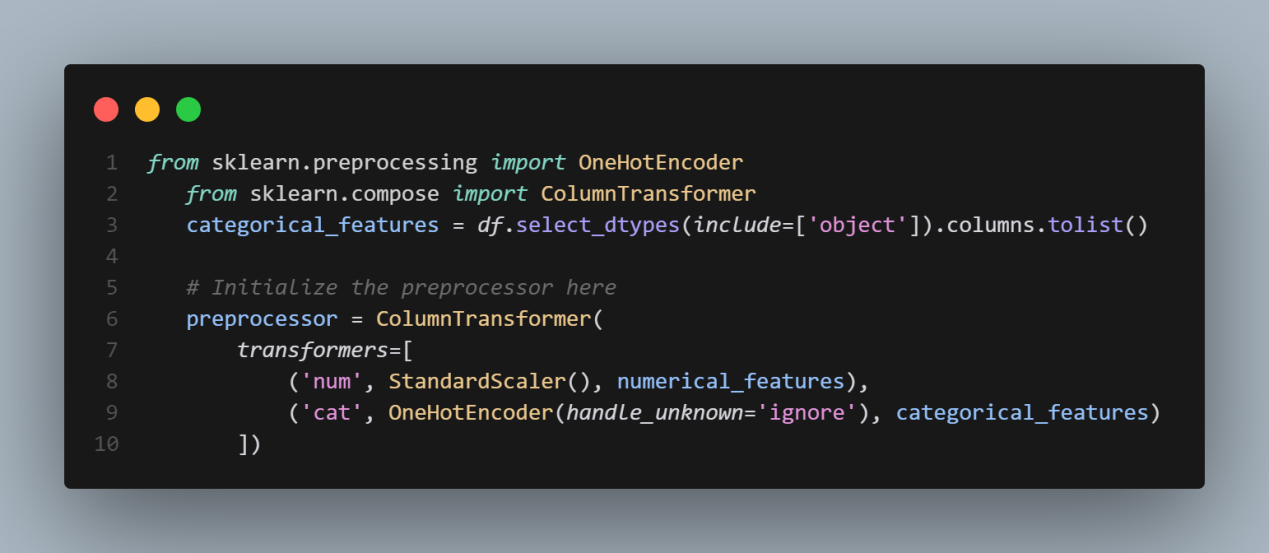 1 from sklearn.preprocessing import OneHotEncoder
2    from sklearn.compose import ColumnTransformer
3    categorical_features = df.select_dtypes(include=['object']).columns.tolist()
4
5    # Initialize the preprocessor here
6    preprocessor = ColumnTransformer(
7        transformers=[
8            ('num', StandardScaler(), numerical_features),
9            ('cat', OneHotEncoder(handle_unknown='ignore'), categorical_features)
10        ])